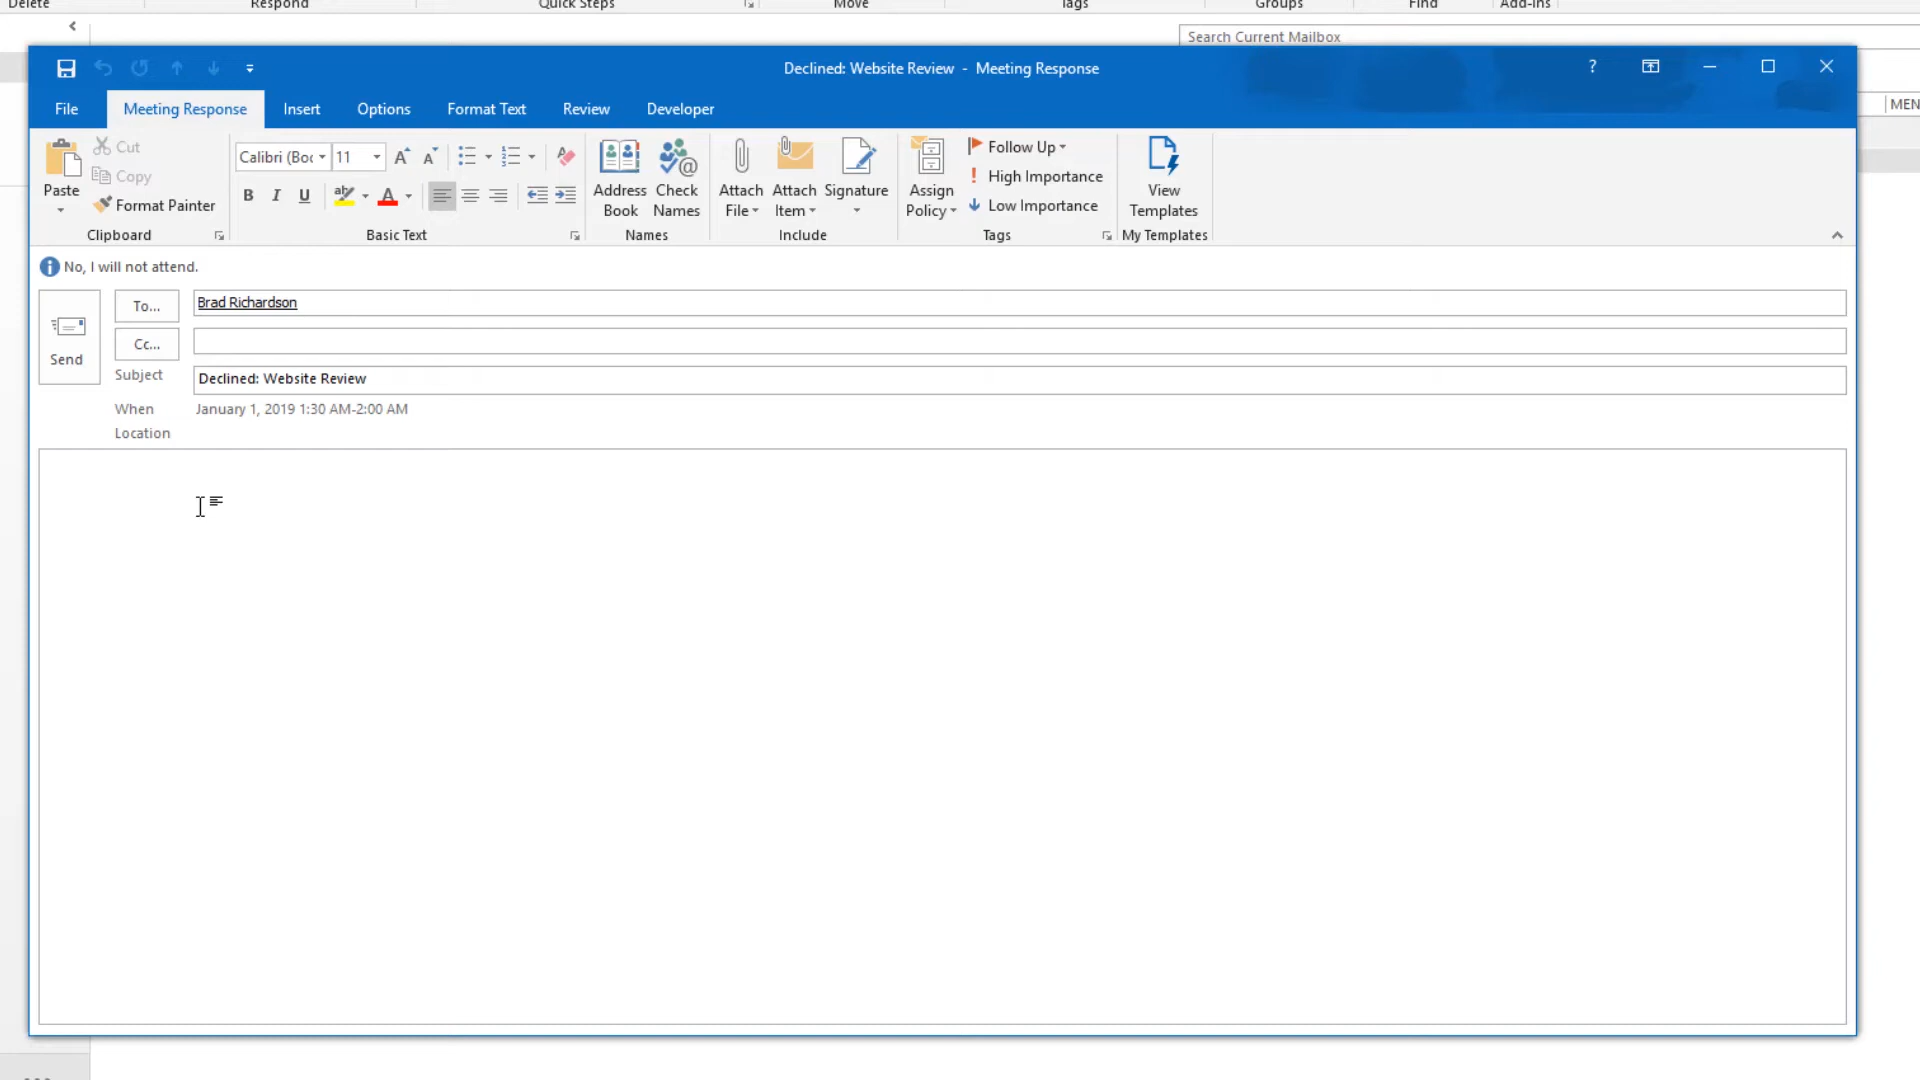 Delete Respond Quick Steps Move Tags Groups Find Add-ins
Search Current Mailbox
Declined: Website Review - Meeting Response
?
File Meeting Response Insert Options Format Text Review Developer
MEN
Paste
Cut
Copy
Format Painter
Clipboard
Calibri (Bo 11
B I U
Basic Text
Address Book
Check Names
Names
Attach File
Attach Item
Signature
Include
Assign Policy
Follow Up
High Importance
Low Importance
Tags
View Templates
My Templates
No, I will not attend.
Send
To... Brad Richardson
Cc...
Subject Declined: Website Review
When January 1, 2019 1:30 AM-2:00 AM
Location